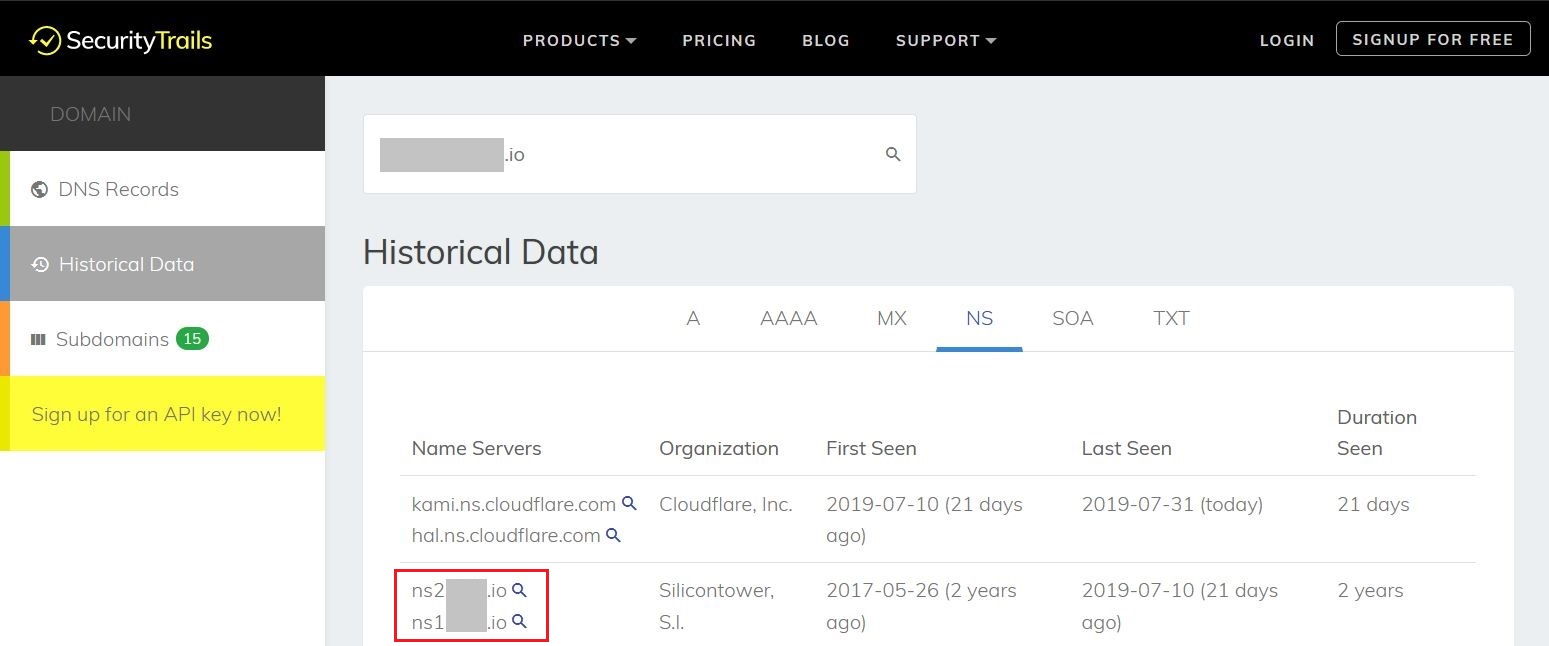 SecurityTrails
PRODUCTS PRICING BLOG SUPPORT LOGIN SIGNUP FOR FREE
DOMAIN
DNS Records
Historical Data
Subdomains 15
Sign up for an API key now!
.io
Historical Data
A AAAA MX NS SOA TXT
Name Servers Organization First Seen Last Seen Duration Seen
kami.ns.cloudflare.com Cloudflare, Inc. 2019-07-10 (21 days 2019-07-31 (today) 21 days
hal.ns.cloudflare.com ago)
ns2 .io Silicontower, 2017-05-26 (2 years 2019-07-10 (21 days 2 years
ns1 .io S.l. ago) ago)